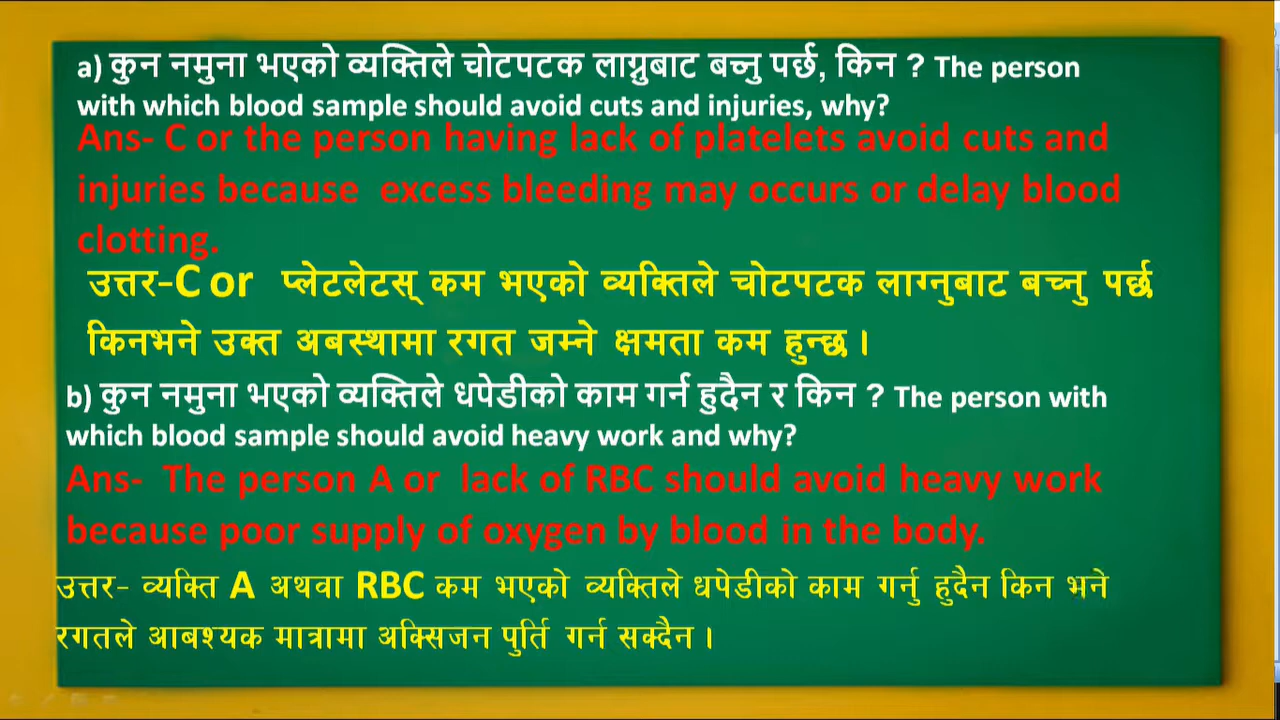 a) कुन नमुना भएको व्यक्तिले चोटपटक लाग्नुबाट बच्नु पर्छ, किन ? The person
with which blood sample should avoid cuts and injuries, why?
Ans- C or the person having lack of platelets avoid cuts and
injuries because excess bleeding may occurs or delay blood
clotting.
उत्तर-C or प्लेटलेटस् कम भएको व्यक्तिले चोटपटक लाग्नुबाट बच्नु पर्छ
किनभने उक्त अबस्थामा रगत जम्ने क्षमता कम हुन्छ ।
b) कुन नमुना भएको व्यक्तिले धपेडीको काम गर्न हुदैन र किन ? The person with
which blood sample should avoid heavy work and why?
Ans- The person A or lack of RBC should avoid heavy work
because poor supply of oxygen by blood in the body.
उत्तर- व्यक्ति A अथवा RBC कम भएको व्यक्तिले धपेडीको काम गर्नु हुदैन किन भने
रगतले आबश्यक मात्रामा अक्सिजन पुर्ति गर्न सक्दैन ।